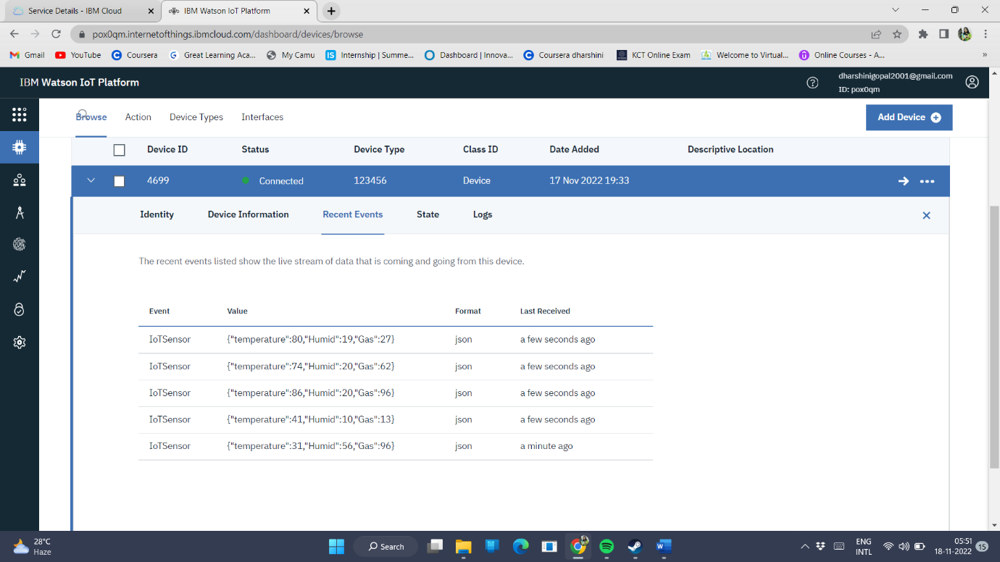 Service Details - IBM Cloud
IBM Watson IoT Platform
pox0qm.internetofthings.ibmcloud.com/dashboard/devices/browse
Gmail YouTube Coursera Great Learning Aca... My Camu Internship | Summe... Dashboard | Innova... Coursera dharshini KCT Online Exam Welcome to Virtual... Online Courses - A... »
IBM Watson IoT Platform
dharshinigopal2001@gmail.com
ID: pox0qm
Browse Action Device Types Interfaces Add Device
Device ID Status Device Type Class ID Date Added Descriptive Location
4699 Connected 123456 Device 17 Nov 2022 19:33
Identity Device Information Recent Events State Logs
The recent events listed show the live stream of data that is coming and going from this device.
Event Value Format Last Received
IoTSensor {"temperature":80,"Humid":19,"Gas":27} json a few seconds ago
IoTSensor {"temperature":74,"Humid":20,"Gas":62} json a few seconds ago
IoTSensor {"temperature":86,"Humid":20,"Gas":96} json a few seconds ago
IoTSensor {"temperature":41,"Humid":10,"Gas":13} json a few seconds ago
IoTSensor {"temperature":31,"Humid":56,"Gas":96} json a minute ago
28°C
Haze
Search
ENG
INTL
05:51
18-11-2022
15